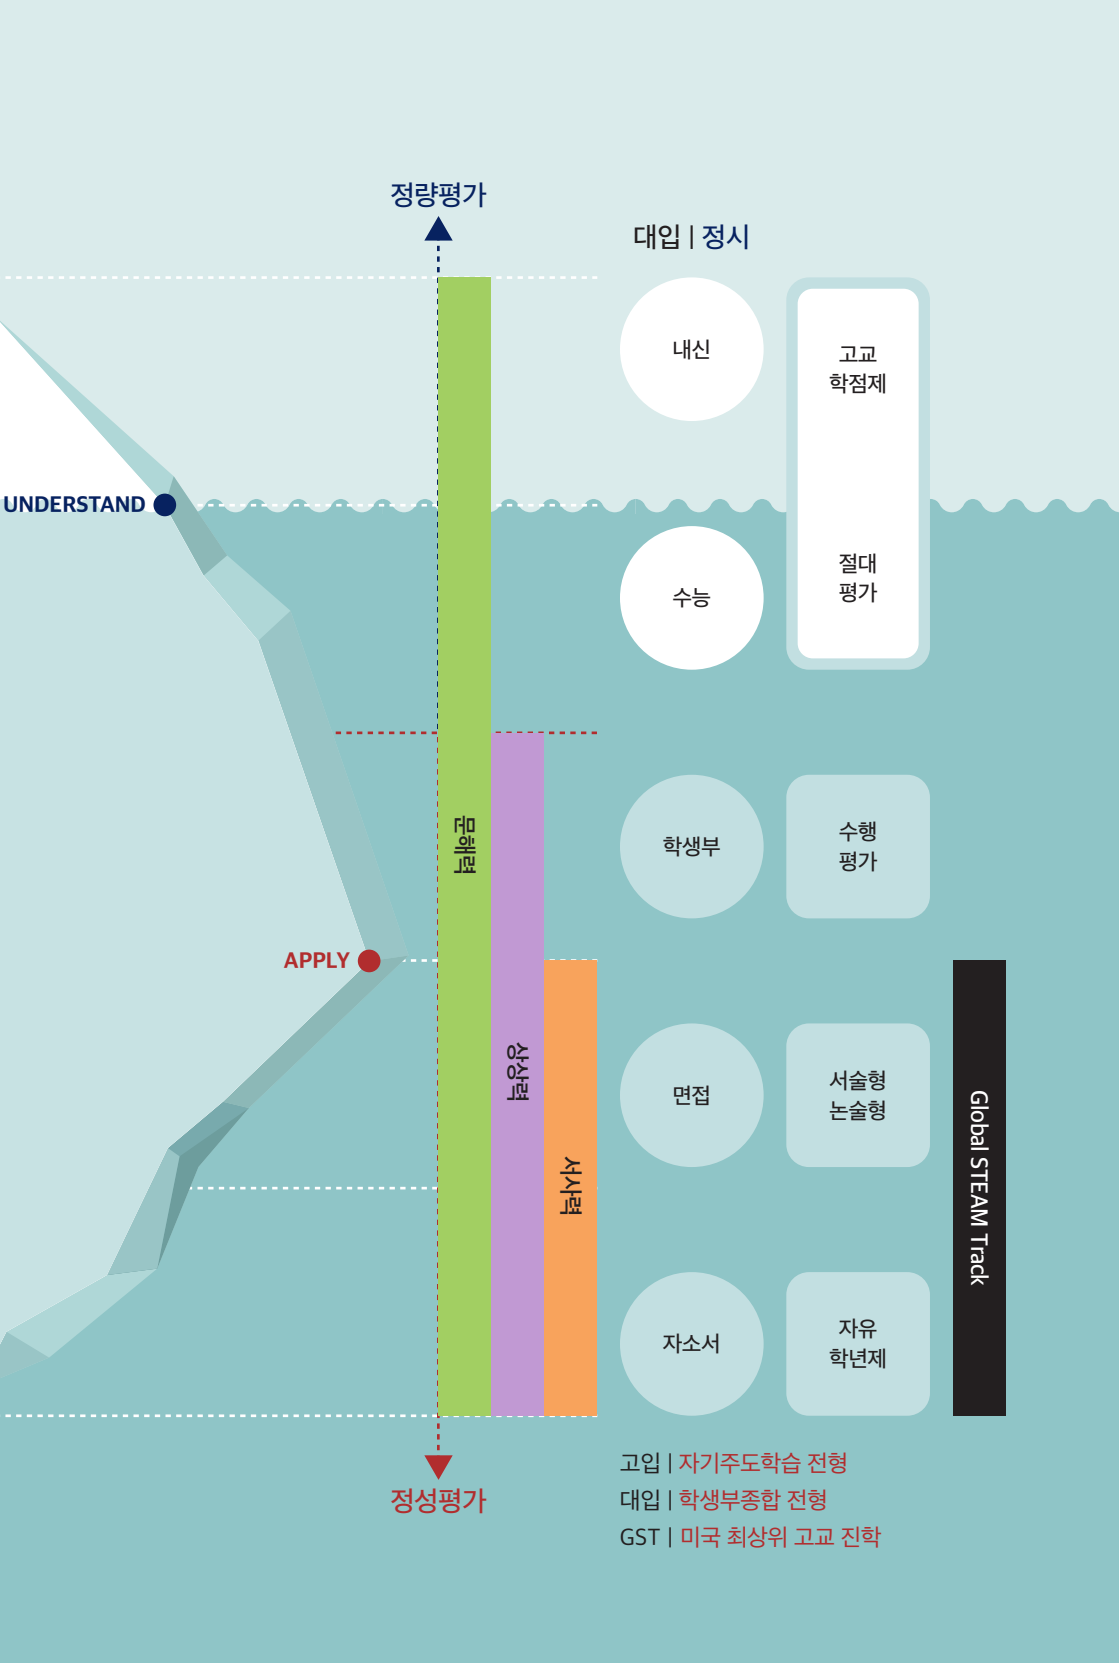 정량평가
대입 | 정시
내신
고교
학점제
UNDERSTAND
수능
절대
평가
문해력
학생부
수행
평가
APPLY
상상력
면접
서술형
논술형
서사력
Global STEAM Track
자소서
자유
학년제
정성평가
고입 | 자기주도학습 전형
대입 | 학생부종합 전형
GST | 미국 최상위 고교 진학